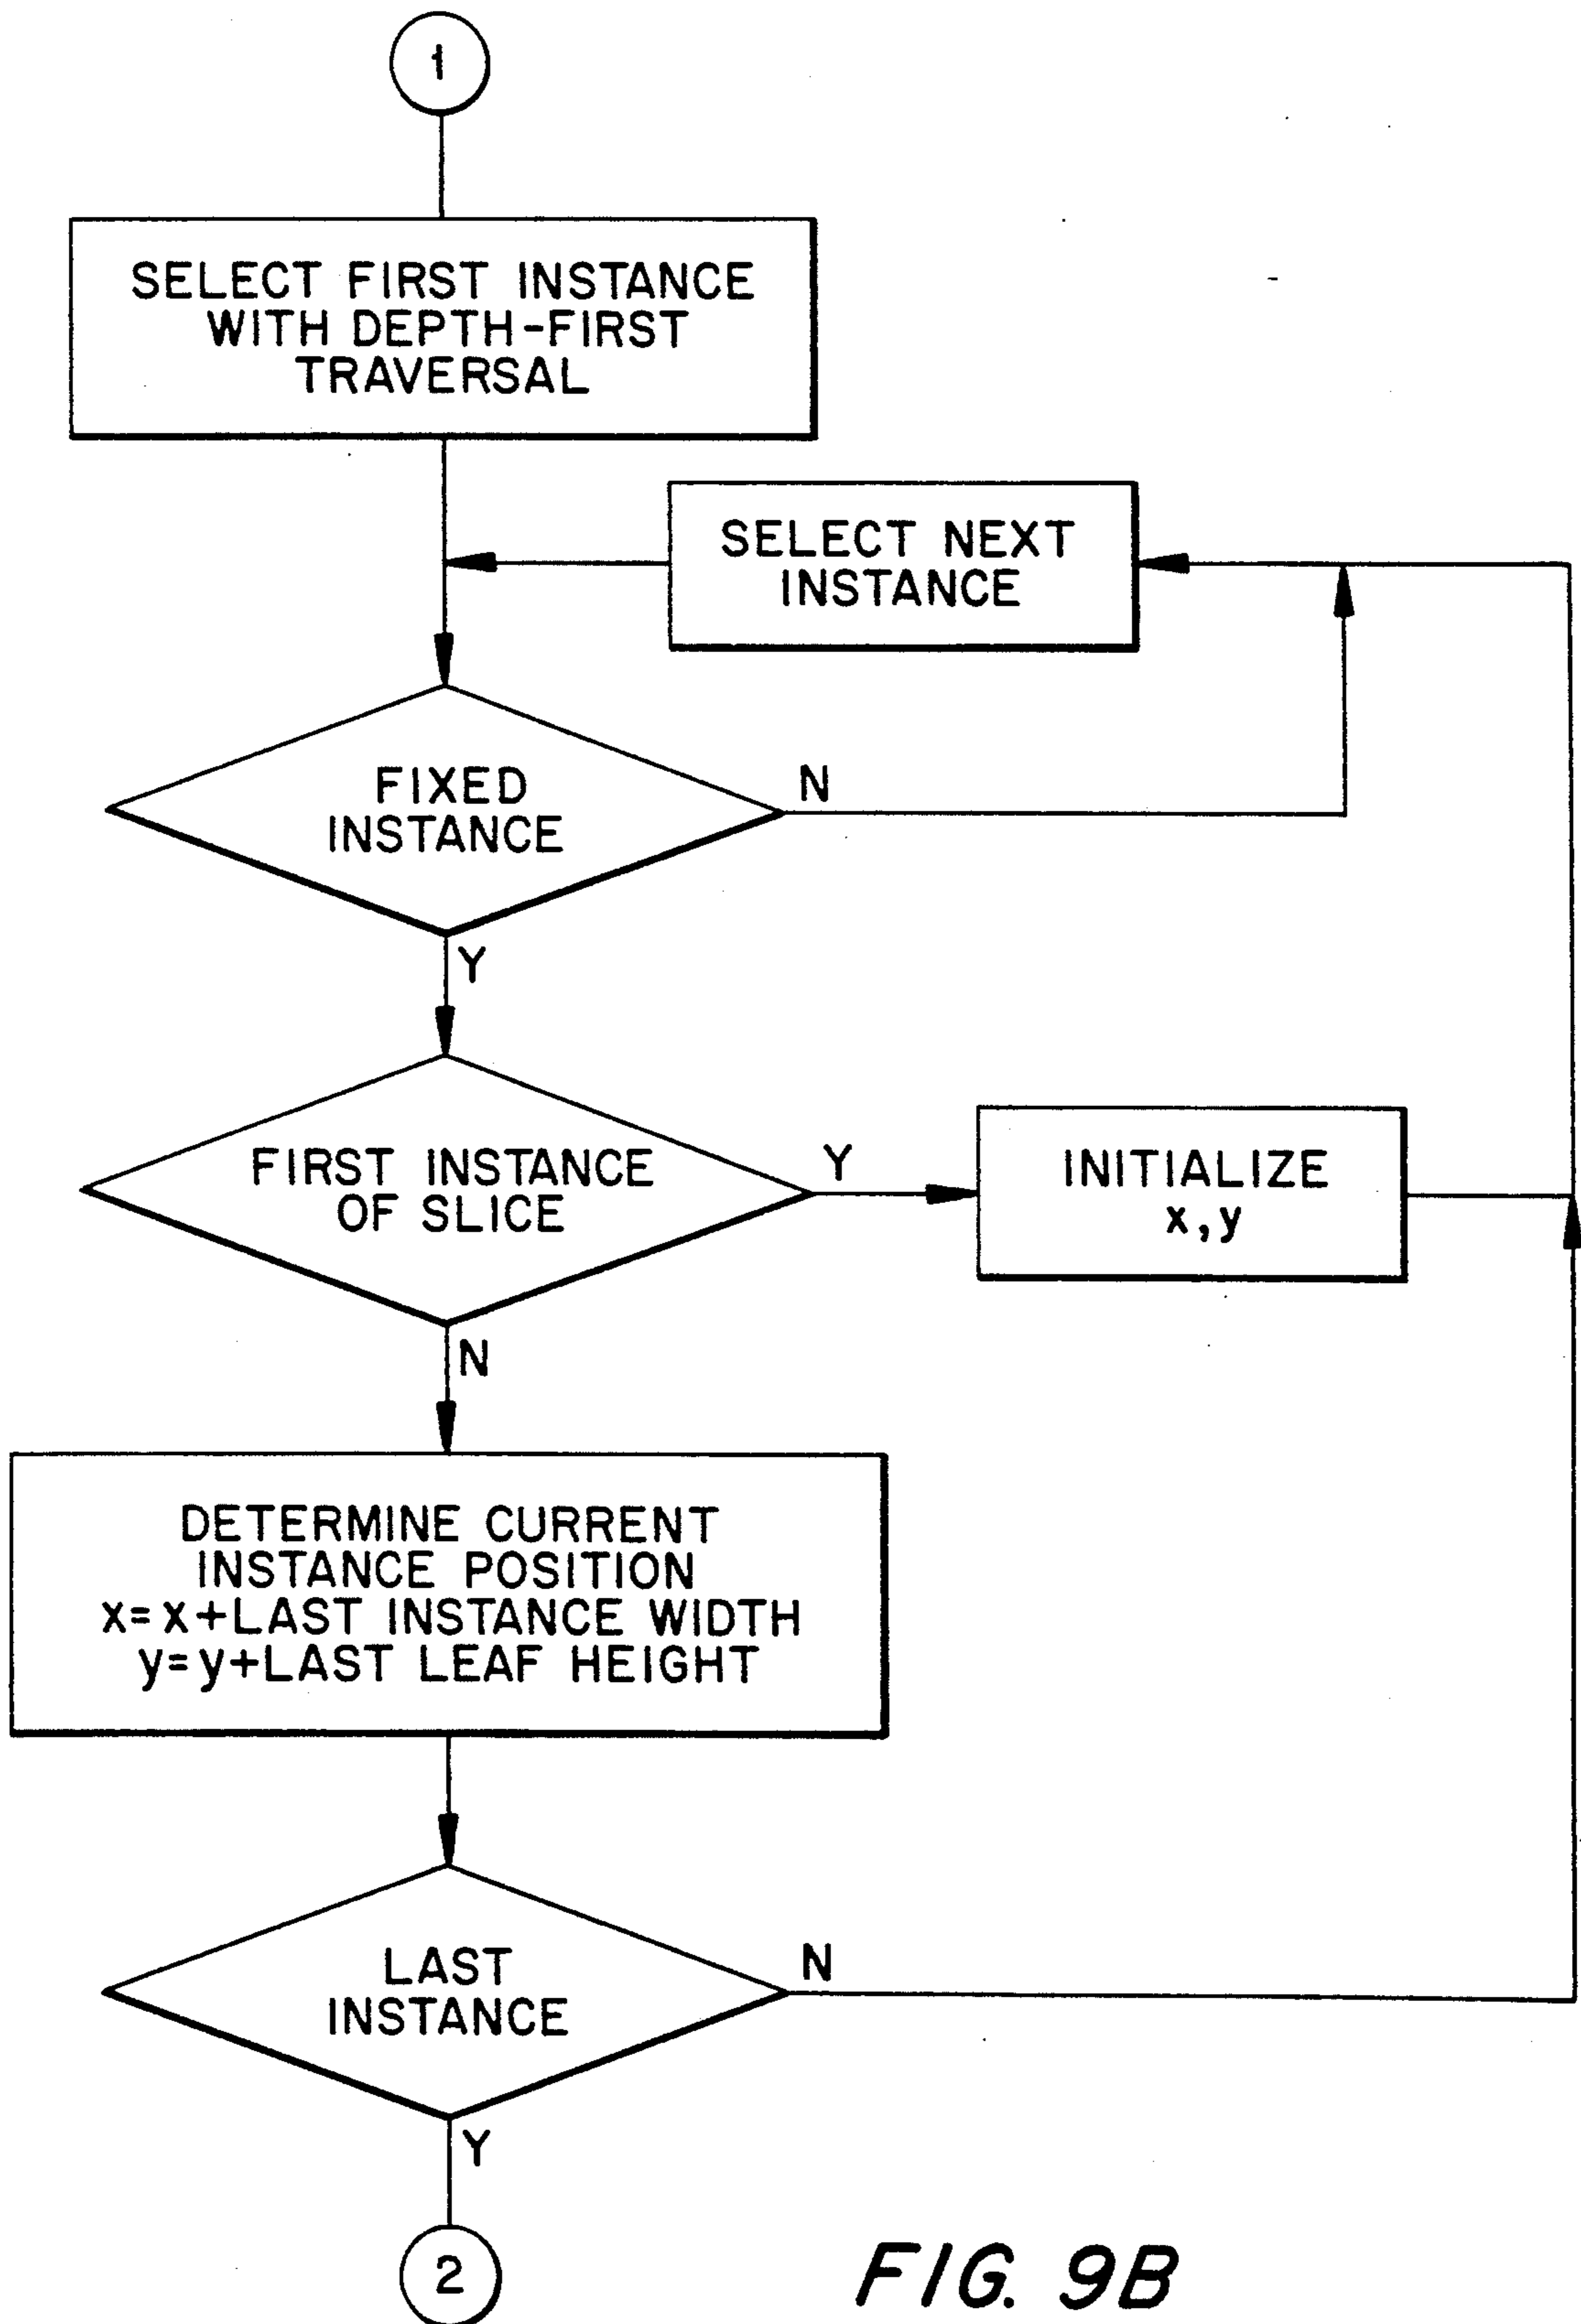 1
SELECT FIRST INSTANCE
WITH DEPTH-FIRST
TRAVERSAL
SELECT NEXT
INSTANCE
FIXED
INSTANCE
N
Y
FIRST INSTANCE
OF SLICE
Y
INITIALIZE
x,y
N
DETERMINE CURRENT
INSTANCE POSITION
x=x+LAST INSTANCE WIDTH
y=y+LAST LEAF HEIGHT
LAST
INSTANCE
N
Y
2
FIG. 9B